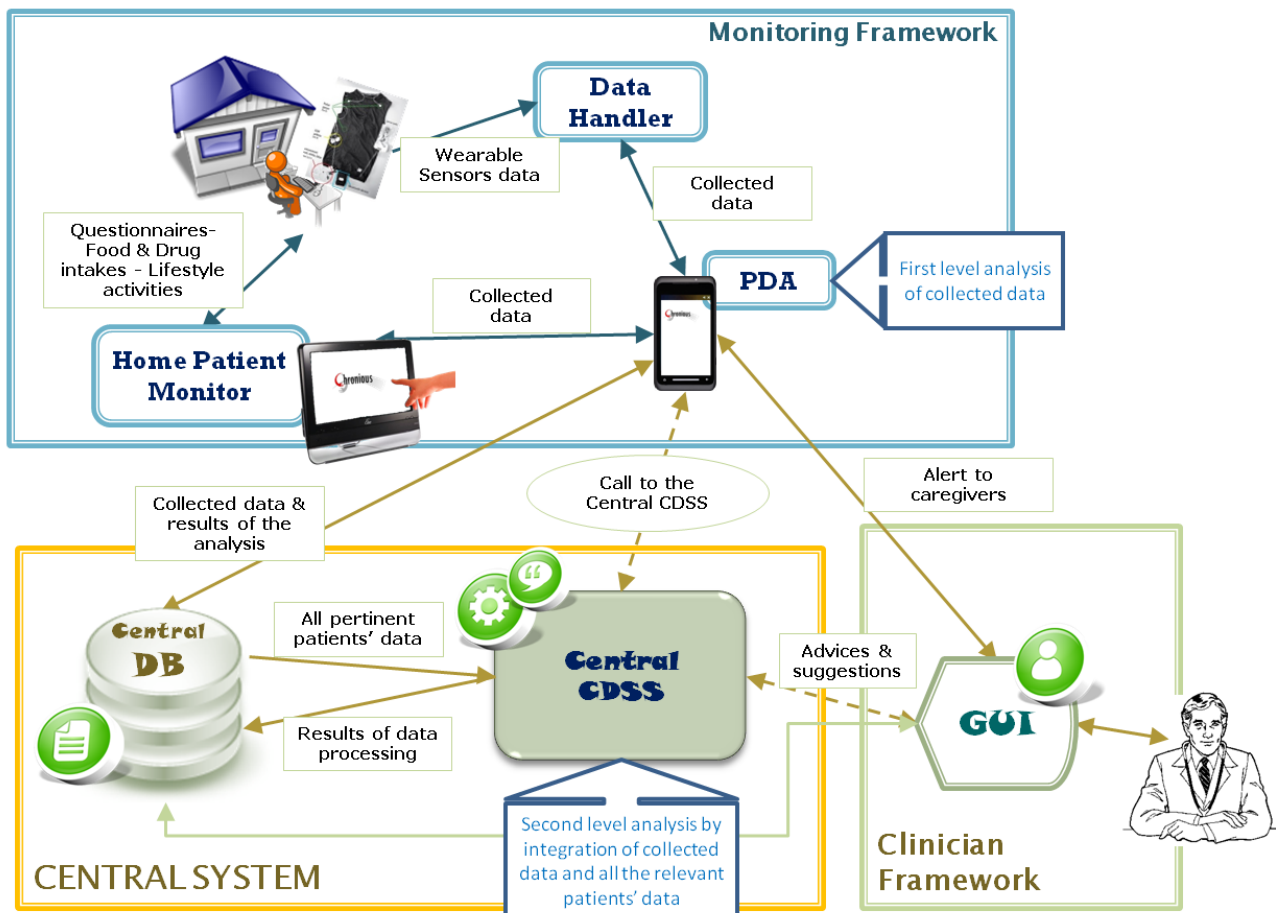 Monitoring Framework
Data
Handler
Wearable
Sensors data
Collected
data
Questionnaires-
Food & Drug
intakes - Lifestyle
activities
PDA
First level analysis
of collected data
Chronious
Collected
data
Home Patient
Monitor
Chronious
Call to the
Central CDSS
Alert to
caregivers
Collected data &
results of the
analysis
Central
DB
All pertinent
patients' data
Central
CDSS
Advices &
suggestions
GUI
Results of data
processing
Second level analysis by
integration of collected
data and all the relevant
patients' data
CENTRAL SYSTEM
Clinician
Framework